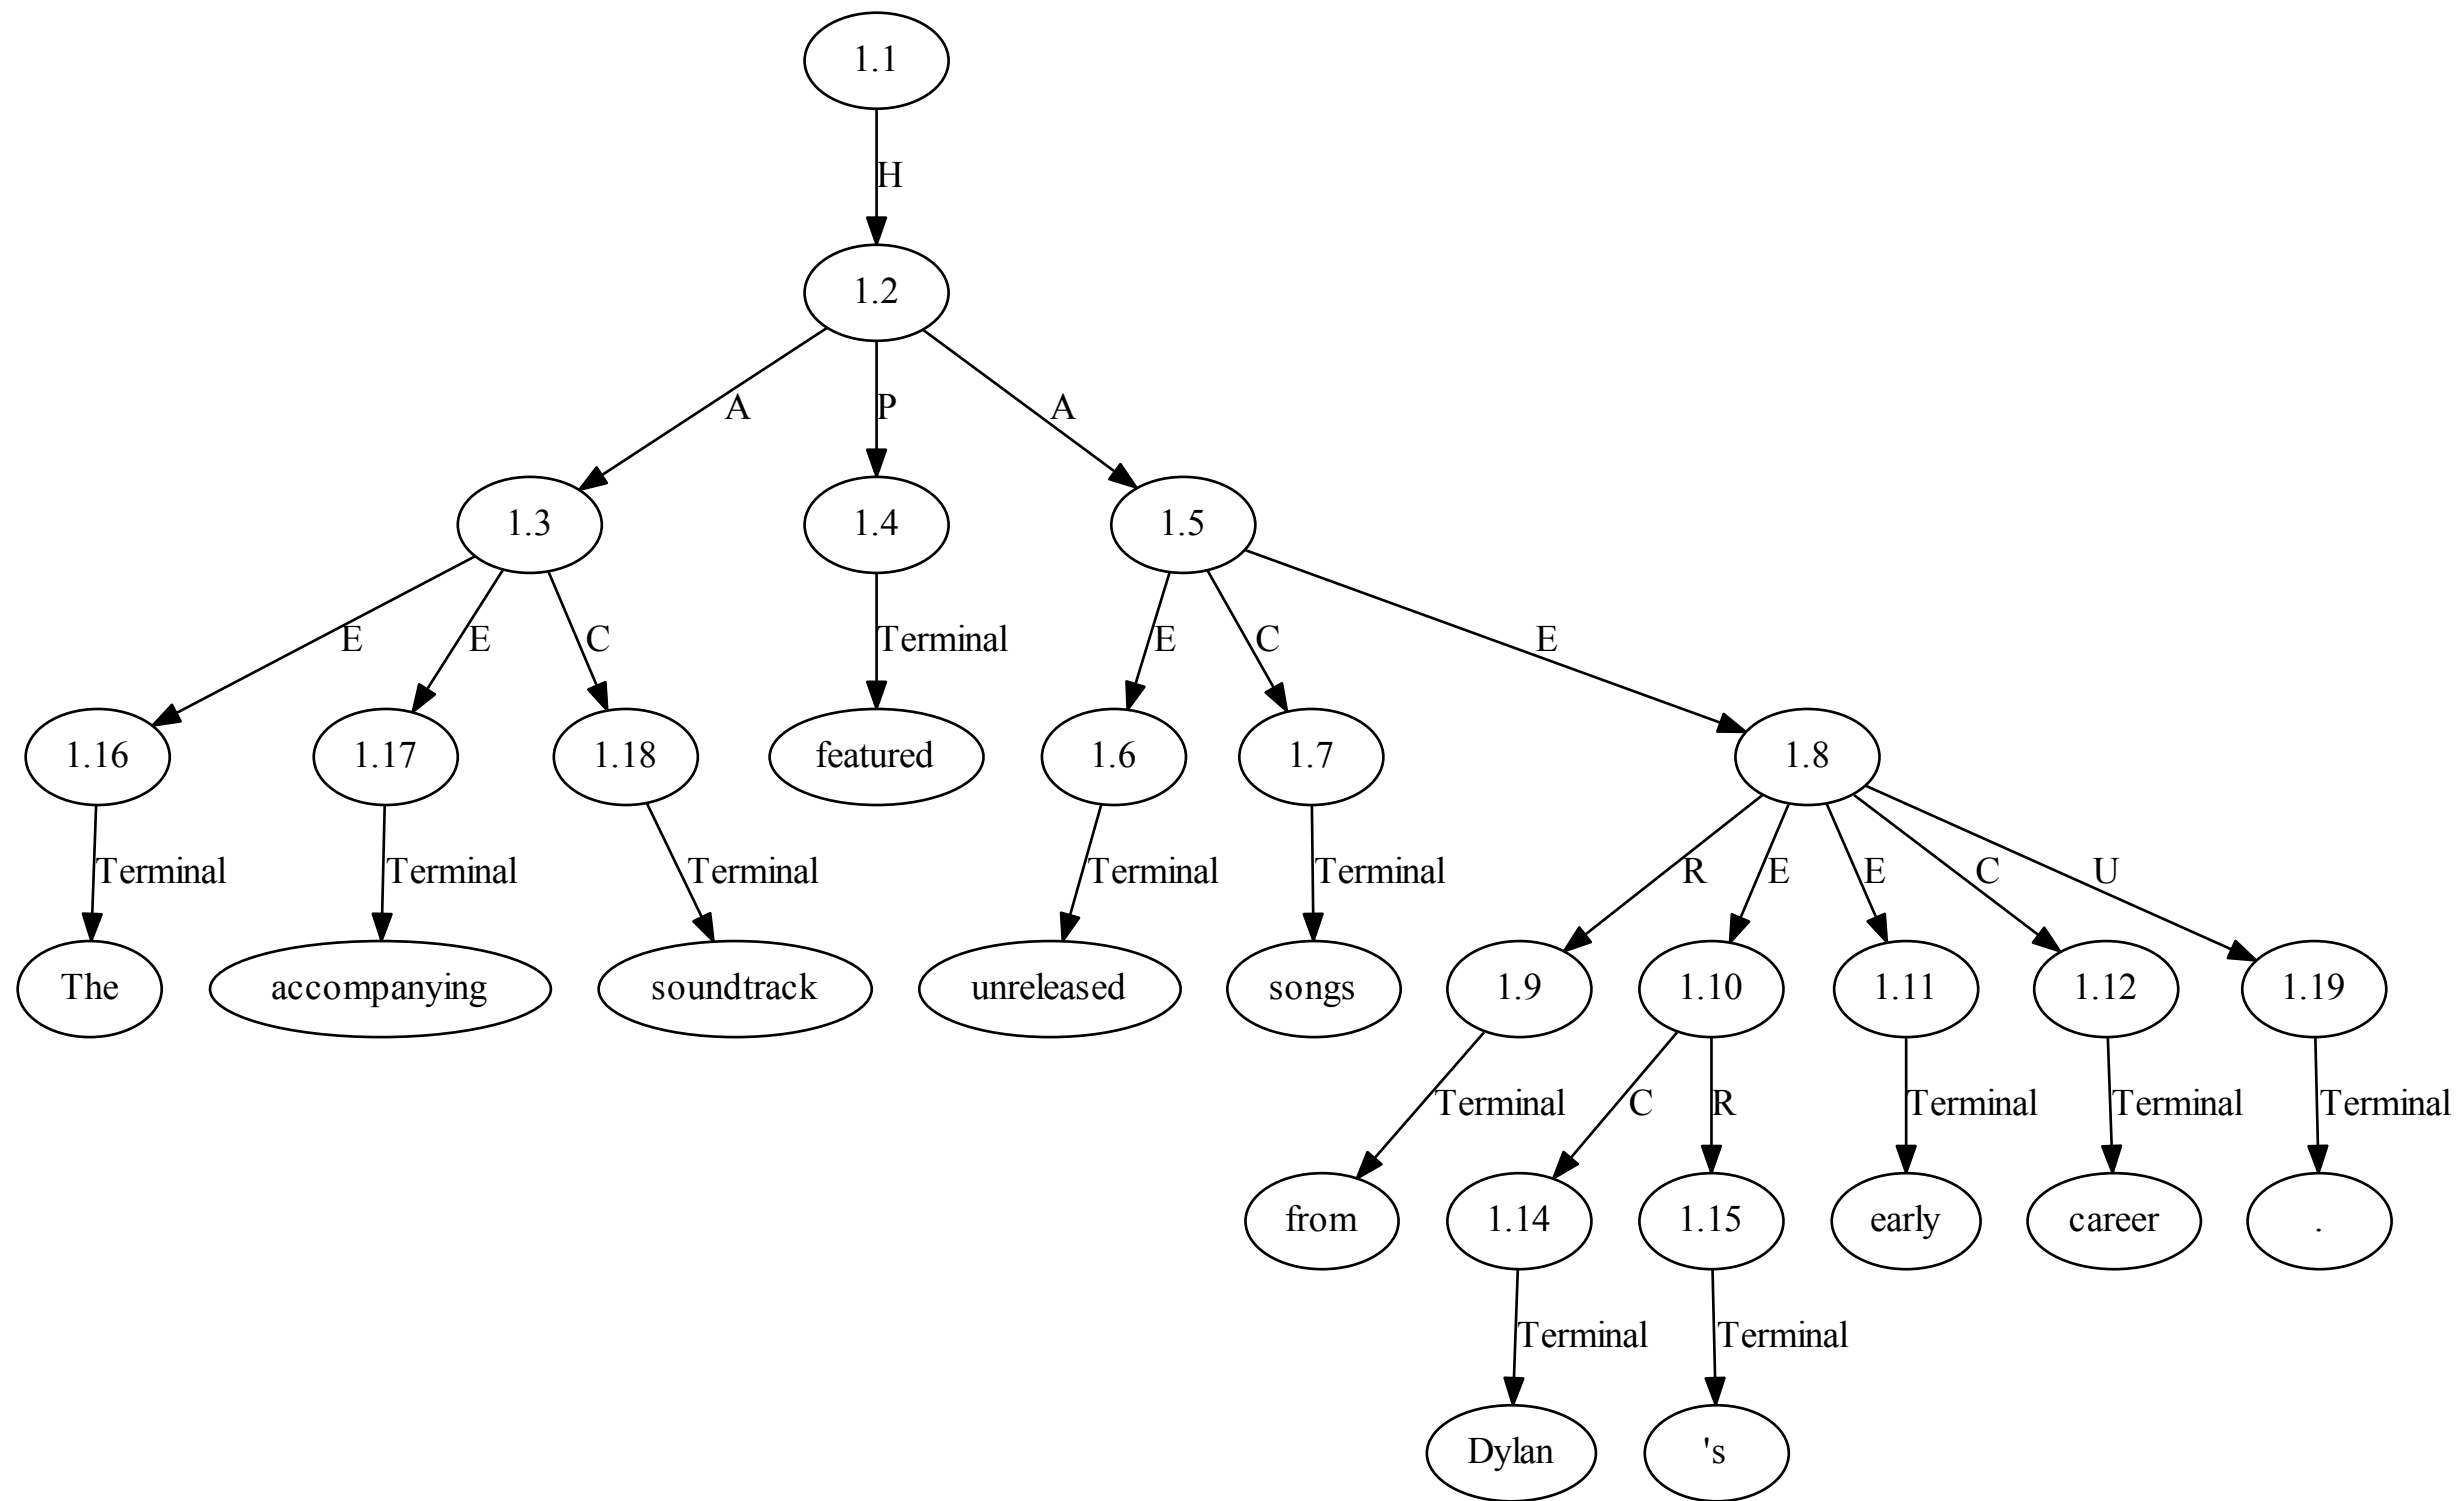 1.1
H
1.2
A P A
1.3 1.4 1.5
E E C Terminal E C E
1.16 1.17 1.18 featured 1.6 1.7 1.8
Terminal Terminal Terminal Terminal Terminal R E E C U
The accompanying soundtrack unreleased songs 1.9 1.10 1.11 1.12 1.19
Terminal C R Terminal Terminal Terminal
from 1.14 1.15 early career .
Terminal Terminal
Dylan 's